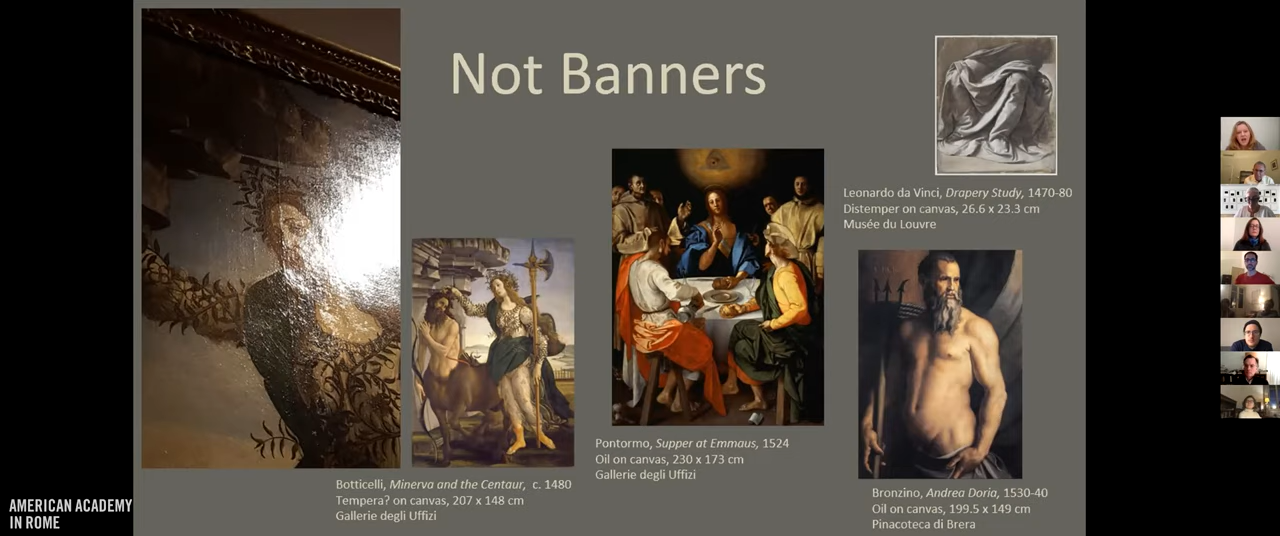 Not Banners
Leonardo da Vinci, Drapery Study, 1470-80
Distemper on canvas, 26.6 x 23.3 cm
Musée du Louvre
Pontormo, Supper at Emmaus, 1524
Oil on canvas, 230 x 173 cm
Gallerie degli Uffizi
Botticelli, Minerva and the Centaur, c. 1480
Tempera? on canvas, 207 x 148 cm
Gallerie degli Uffizi
Bronzino, Andrea Doria, 1530-40
Oil on canvas, 199.5 x 149 cm
Pinacoteca di Brera
AMERICAN ACADEMY
IN ROME